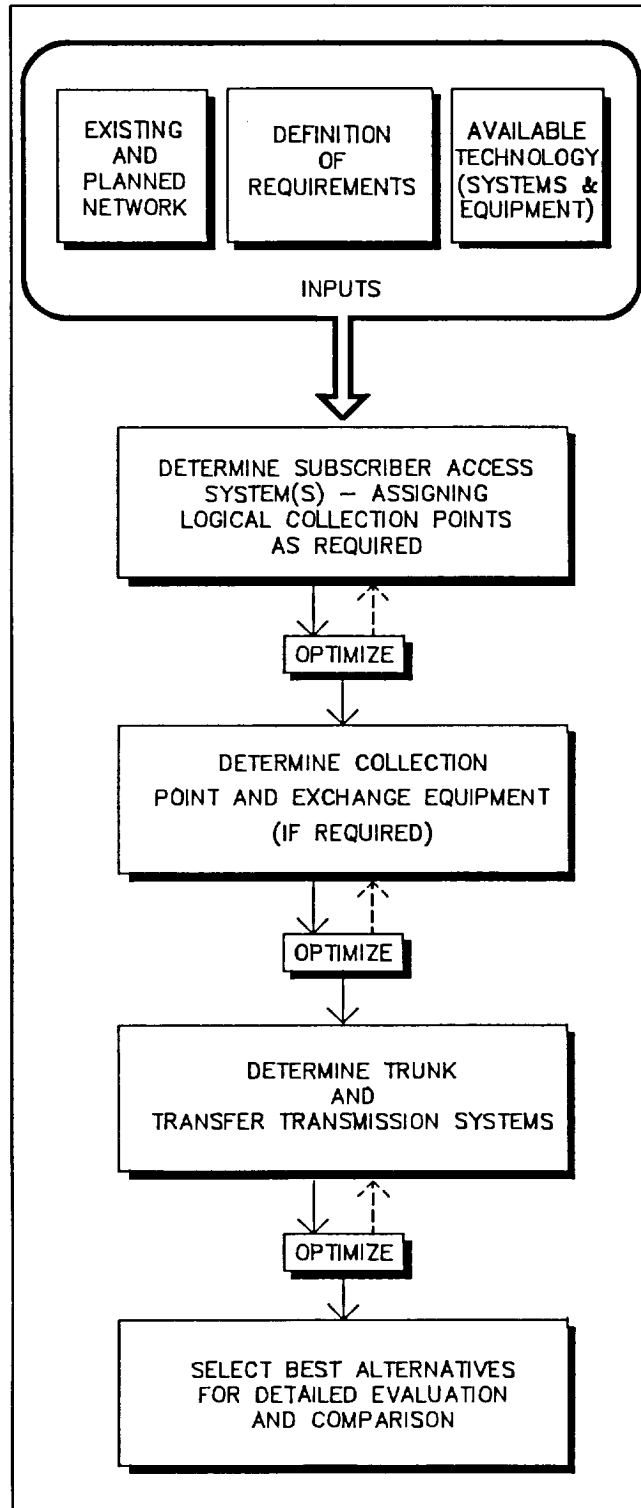 EXISTING
AND
PLANNED
NETWORK
DEFINITION
OF
REQUIREMENTS
AVAILABLE
TECHNOLOGY
(SYSTEMS &
EQUIPMENT)
INPUTS
DETERMINE SUBSCRIBER ACCESS
SYSTEM(S) – ASSIGNING
LOGICAL COLLECTION POINTS
AS REQUIRED
OPTIMIZE
DETERMINE COLLECTION
POINT AND EXCHANGE EQUIPMENT
(IF REQUIRED)
OPTIMIZE
DETERMINE TRUNK
AND
TRANSFER TRANSMISSION SYSTEMS
OPTIMIZE
SELECT BEST ALTERNATIVES
FOR DETAILED EVALUATION
AND COMPARISON